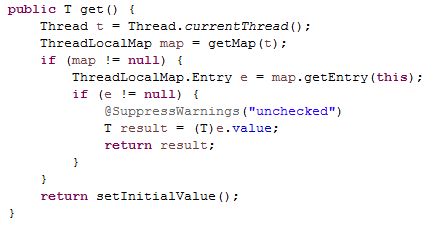 public T get() {
    Thread t = Thread.currentThread();
    ThreadLocalMap map = getMap(t);
    if (map != null) {
        ThreadLocalMap.Entry e = map.getEntry(this);
        if (e != null) {
            @SuppressWarnings("unchecked")
            T result = (T)e.value;
            return result;
        }
    }
    return setInitialValue();
}